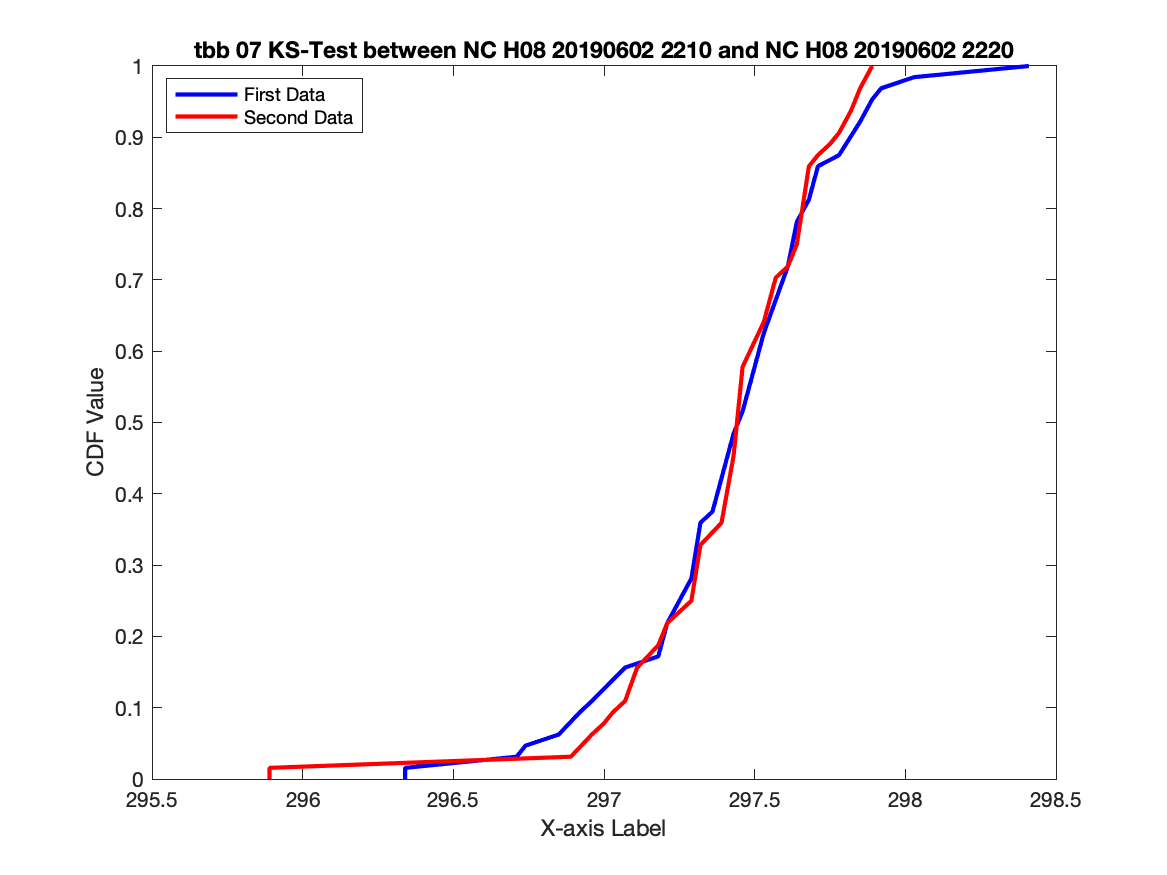 tbb 07 KS-Test between NC H08 20190602 2210 and NC H08 20190602 2220
First Data
Second Data
1
0.9
0.8
0.7
0.6
0.5
0.4
0.3
0.2
0.1
0
CDF Value
295.5 296 296.5 297 297.5 298 298.5
X-axis Label